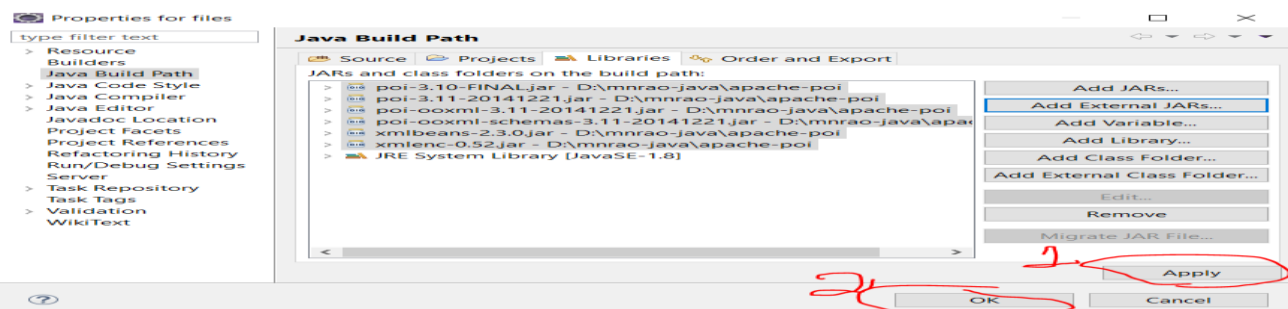 Properties for files
type filter text
Resource
Builders
Java Build Path
Java Code Style
Java Compiler
Java Editor
Javadoc Location
Project Facets
Project References
Refactoring History
Run/Debug Settings
Server
Task Repository
Task Tags
Validation
WikiText
Java Build Path
Source Projects Libraries Order and Export
JARs and class folders on the build path:
poi-3.10-FINAL.jar - D:\mnrao-java\apache-poi
poi-3.11-20141221.jar - D:\mnrao-java\apache-poi
poi-ooxml-3.11-20141221.jar - D:\mnrao-java\apache-poi
poi-ooxml-schemas-3.11-20141221.jar - D:\mnrao-java\apa
xmlbeans-2.3.0.jar - D:\mnrao-java\apache-poi
xmlenc-0.52.jar - D:\mnrao-java\apache-poi
JRE System Library [JavaSE-1.8]
Add JARs...
Add External JARs...
Add Variable...
Add Library...
Add Class Folder...
Add External Class Folder...
Edit...
Remove
Migrate JAR File...
1.
Apply
2
OK
Cancel